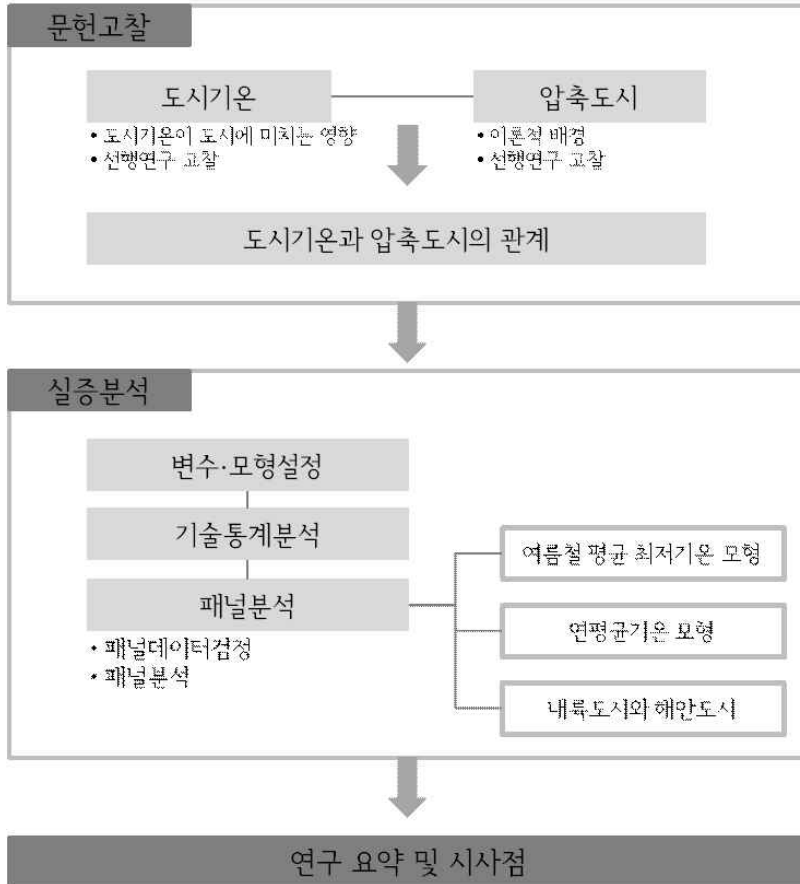 문헌고찰
도시기온
압축도시
• 도시기온이 도시에 미치는 영향
• 선행연구 고찰
• 이론적 배경
• 선행연구 고찰
도시기온과 압축도시의 관계
실증분석
변수·모형설정
기술통계분석
패널분석
• 패널데이터검정
• 패널분석
여름철 평균 최저기온 모형
연평균기온 모형
내륙도시와 해안도시
연구 요약 및 시사점